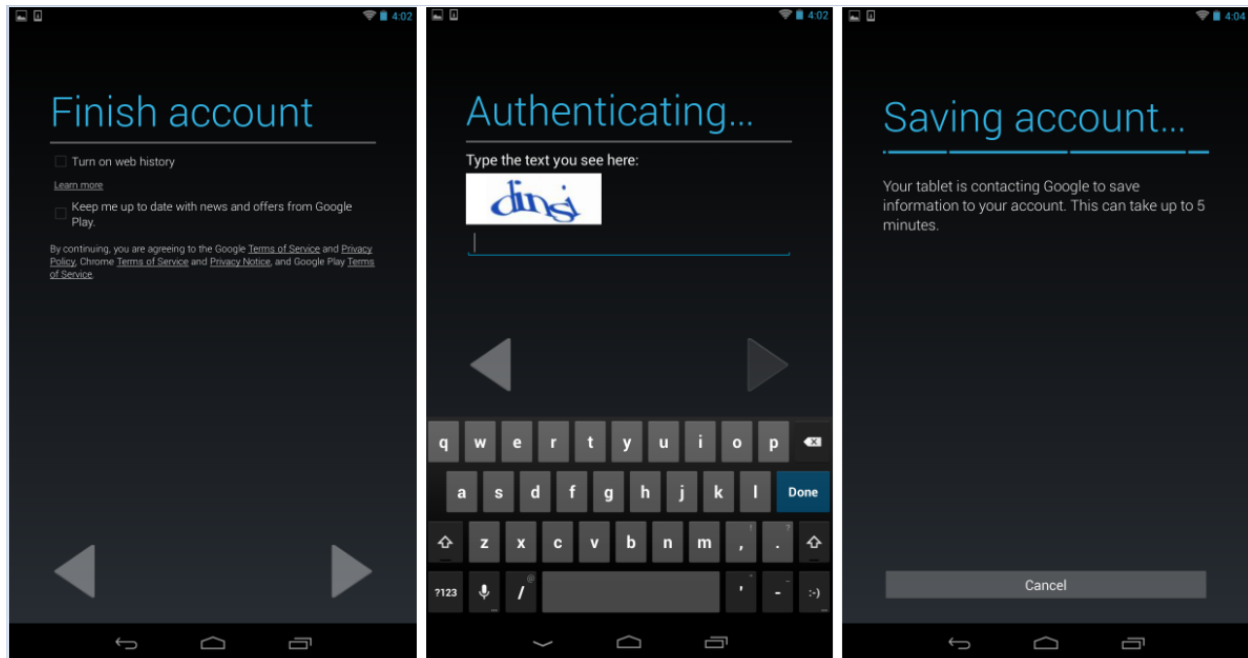 4:02
Finish account
Turn on web history
Learn more
Keep me up to date with news and offers from Google
Play.
By continuing, you are agreeing to the Google Terms of Service and Privacy
Policy, Chrome Terms of Service and Privacy Notice, and Google Play Terms
of Service.
4:02
Authenticating...
Type the text you see here:
dinsi
q w e r t y u i o p
a s d f g h j k l Done
z x c v b n m , ! . ?
?123 / @ ' " - _ :-)
4:04
Saving account...
Your tablet is contacting Google to save
information to your account. This can take up to 5
minutes.
Cancel